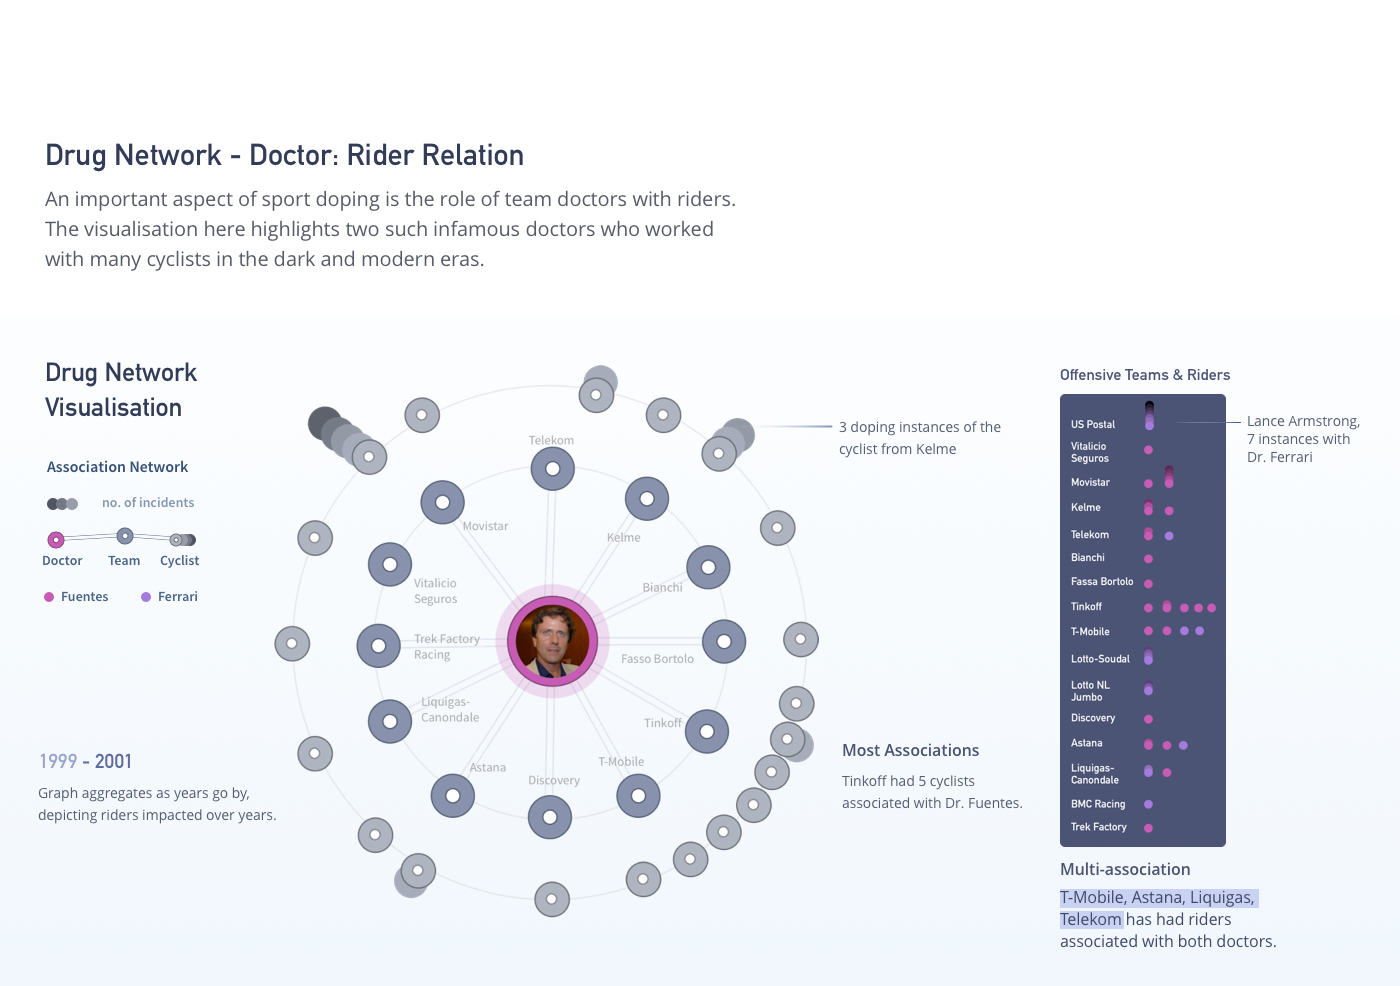 Drug Network - Doctor: Rider Relation
An important aspect of sport doping is the role of team doctors with riders.
The visualisation here highlights two such infamous doctors who worked
with many cyclists in the dark and modern eras.
Drug Network
Visualisation
Association Network
no. of incidents
Doctor
Team
Cyclist
Fuentes
Ferrari
1999 - 2001
Graph aggregates as years go by,
depicting riders impacted over years.
Telekom
Movistar
Kelme
Vitalicio
Seguros
Bianchi
Trek Factory
Racing
Fasso Bortolo
Liquigas-
Canondale
Tinkoff
Astana
T-Mobile
Discovery
3 doping instances of the
cyclist from Kelme
Most Associations
Tinkoff had 5 cyclists
associated with Dr. Fuentes.
Offensive Teams & Riders
US Postal
Vitalicio
Seguros
Movistar
Kelme
Telekom
Bianchi
Fassa Bortolo
Tinkoff
T-Mobile
Lotto-Soudal
Lotto NL
Jumbo
Discovery
Astana
Liquigas-
Canondale
BMC Racing
Trek Factory
Lance Armstrong,
7 instances with
Dr. Ferrari
Multi-association
T-Mobile, Astana, Liquigas,
Telekom has had riders
associated with both doctors.